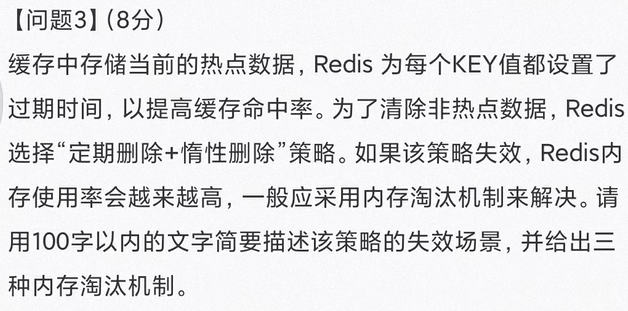 【问题3】(8分)
缓存中存储当前的热点数据，Redis 为每个KEY值都设置了
过期时间，以提高缓存命中率。为了清除非热点数据，Redis
选择“定期删除+惰性删除”策略。如果该策略失效，Redis内
存使用率会越来越高，一般应采用内存淘汰机制来解决。请
用100字以内的文字简要描述该策略的失效场景，并给出三
种内存淘汰机制。